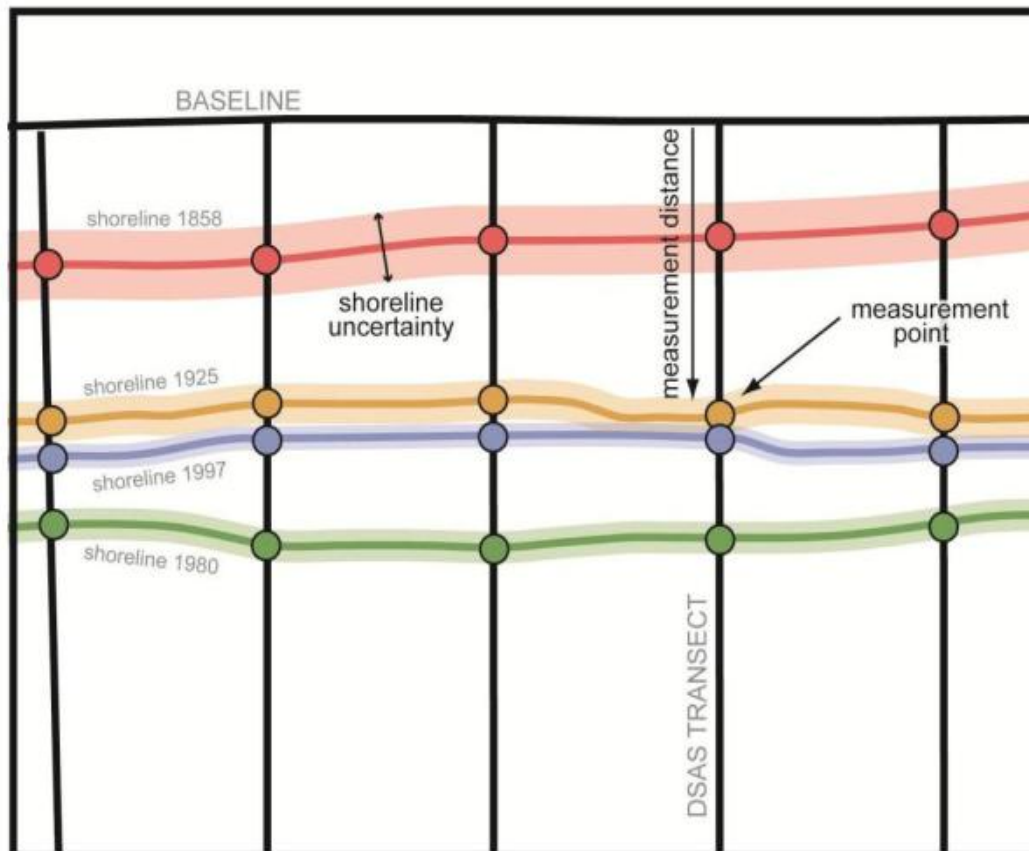 BASELINE
shoreline 1858
measurement distance
shoreline
uncertainty
measurement
point
shoreline 1925
shoreline 1997
shoreline 1980
DSAS TRANSECT